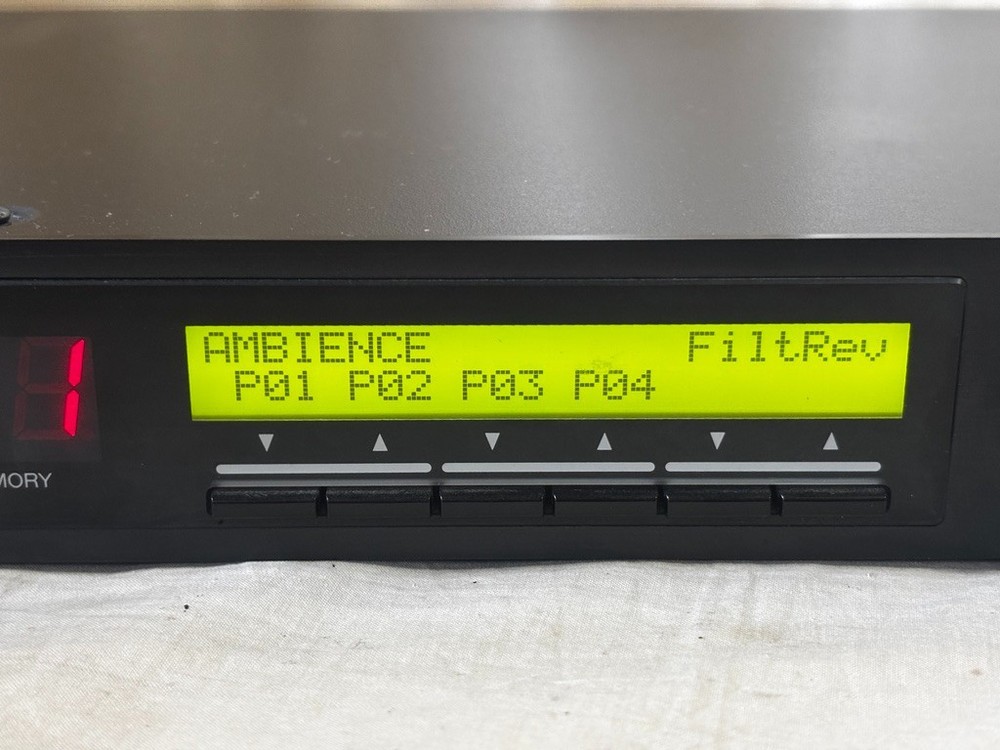 AMBIENCE FiltRev
P01 P02 P03 P04
1
MORY